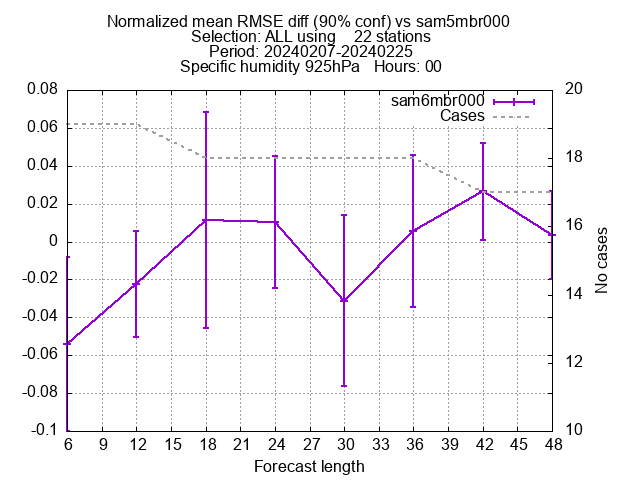 Normalized mean RMSE diff (90% conf) vs sam5mbr000
Selection: ALL using    22 stations
Period: 20240207-20240225
Specific humidity 925hPa   Hours: 00
sam6mbr000
Cases
0.08
0.06
0.04
0.02
0
-0.02
-0.04
-0.06
-0.08
-0.1
20
18
16
14
12
10
No cases
6 9 12 15 18 21 24 27 30 33 36 39 42 45 48
Forecast length